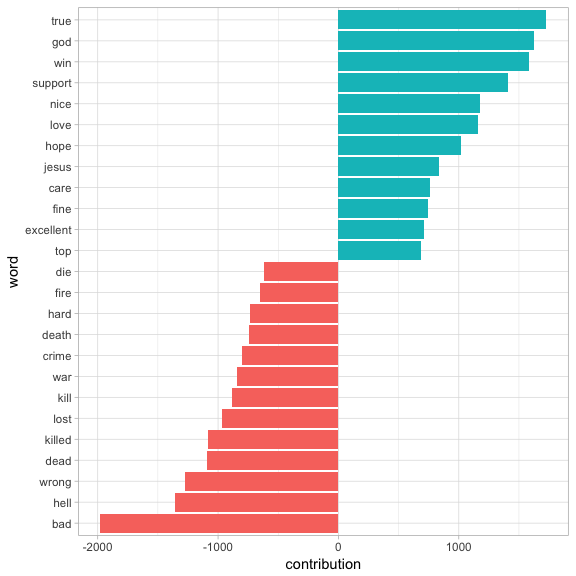 true
god
win
support
nice
love
hope
jesus
care
fine
excellent
top
die
fire
hard
death
crime
war
kill
lost
killed
dead
wrong
hell
bad
word
-2000 -1000 0 1000
contribution